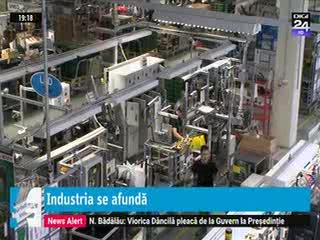 19:18
DIGI
24
HD
Industria se afundă
News Alert N. Bădălău: Viorica Dăncilă pleacă de la Guvern la Președinție